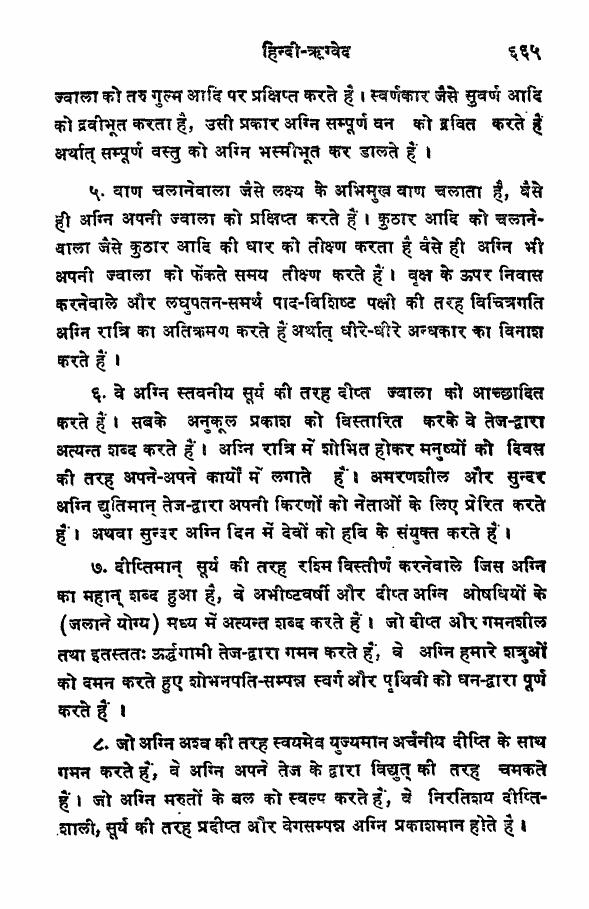 हिन्दी-ऋग्वेद ६६५
ज्वाला को तरु गुल्म आदि पर प्रक्षिप्त करते हैं। स्वर्णकार जैसे सुवर्ण आदि
को द्रवीभूत करता है, उसी प्रकार अग्नि सम्पूर्ण वन को द्रवित करते हैं
अर्थात् सम्पूर्ण वस्तु को अग्नि भस्मीभूत कर डालते हैं।
५. वाण चलानेवाला जैसे लक्ष्य के अभिमुख वाण चलाता है, वैसे
ही अग्नि अपनी ज्वाला को प्रक्षिप्त करते हैं। कुठार आदि को चलाने-
वाला जैसे कुठार आदि की धार को तीक्ष्ण करता है वैसे ही अग्नि भी
अपनी ज्वाला को फेंकते समय तीक्ष्ण करते हैं। वृक्ष के ऊपर निवास
करनेवाले और लघुपतन-समर्थ पाद-विशिष्ट पक्षी की तरह विचित्रगति
अग्नि रात्रि का अतिक्रमण करते हैं अर्थात् धीरे-धीरे अन्धकार का विनाश
करते हैं।
६. वे अग्नि स्तवनीय सूर्य की तरह दीप्त ज्वाला को आच्छादित
करते हैं। सबके अनुकूल प्रकाश को विस्तारित करके वे तेज-द्वारा
अत्यन्त शब्द करते हैं। अग्नि रात्रि में शोभित होकर मनुष्यों को दिवस
की तरह अपने-अपने कार्यों में लगाते हैं। अमरणशील और सुन्दर
अग्नि द्युतिमान् तेज-द्वारा अपनी किरणों को नेताओं के लिए प्रेरित करते
हैं। अथवा सुन्दर अग्नि दिन में देवों को हवि के संयुक्त करते हैं।
७. दीप्तिमान् सूर्य की तरह रश्मि विस्तीर्ण करनेवाले जिस अग्नि
का महान् शब्द हुआ है, वे अभीष्टवर्षी और दीप्त अग्नि ओषधियों के
(जलाने योग्य) मध्य में अत्यन्त शब्द करते हैं। जो दीप्त और गमनशील
तथा इतस्ततः ऊर्द्धगामी तेज-द्वारा गमन करते हैं, वे अग्नि हमारे शत्रुओं
को दमन करते हुए शोभनपति-सम्पन्न स्वर्ग और पृथिवी को धन-द्वारा पूर्ण
करते हैं।
८. जो अग्नि अश्व की तरह स्वयमेव युज्यमान अर्चनीय दीप्ति के साथ
गमन करते हैं, वे अग्नि अपने तेज के द्वारा विद्युत् की तरह चमकते
हैं। जो अग्नि मरुतों के बल को स्वल्प करते हैं, वे निरतिशय दीप्ति-
शाली, सूर्य की तरह प्रदीप्त और वेगसम्पन्न अग्नि प्रकाशमान होते हैं।